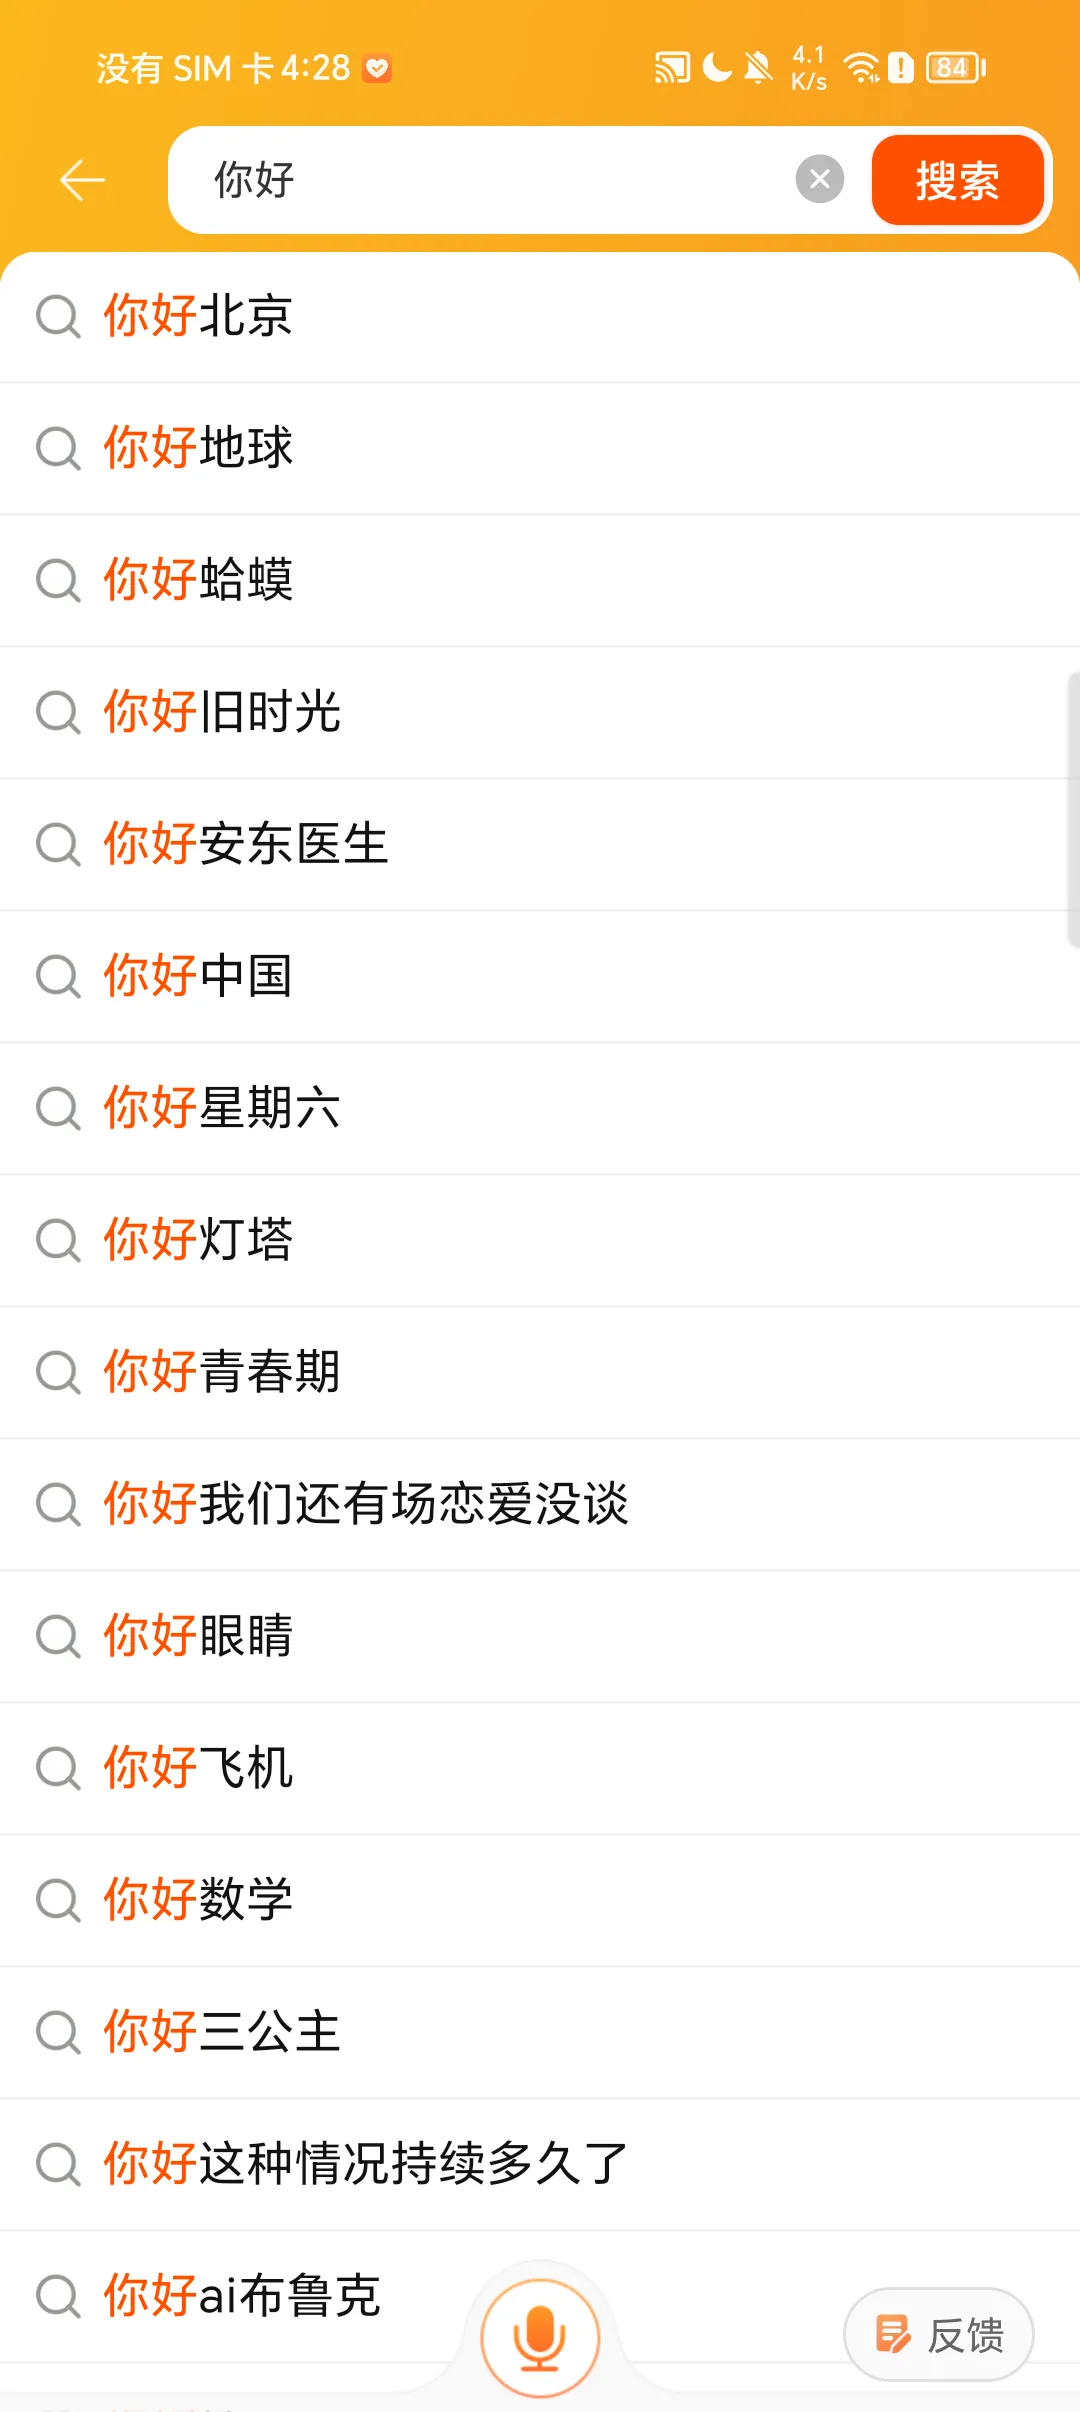 没有 SIM 卡 4:28
4.1 K/s
84
你好
搜索
你好北京
你好地球
你好蛤蟆
你好旧时光
你好安东医生
你好中国
你好星期六
你好灯塔
你好青春期
你好我们还有场恋爱没谈
你好眼睛
你好飞机
你好数学
你好三公主
你好这种情况持续多久了
你好ai布鲁克
反馈